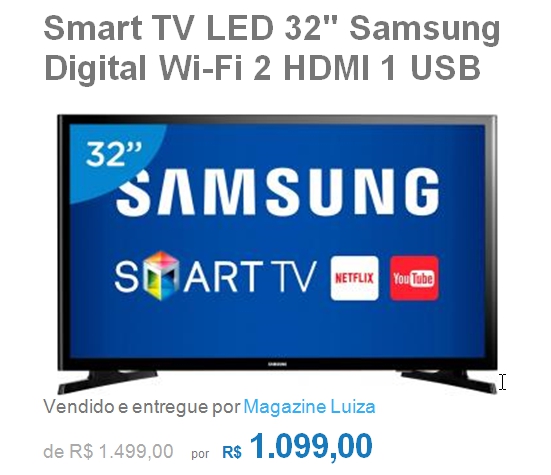 Smart TV LED 32" Samsung
Digital Wi-Fi 2 HDMI 1 USB
32”
SAMSUNG
SMART TV NETFLIX YouTube
SAMSUNG
Vendido e entregue por Magazine Luiza
de R$ 1.499,00 por R$ 1.099,00